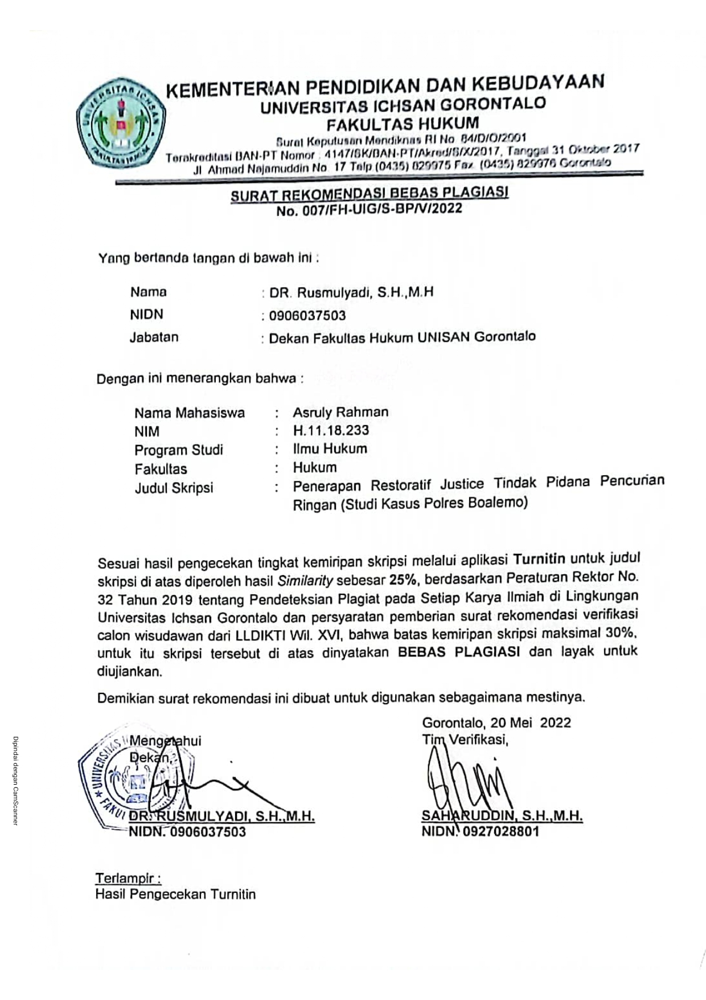 KEMENTERIAN PENDIDIKAN DAN KEBUDAYAAN
UNIVERSITAS ICHSAN GORONTALO
FAKULTAS HUKUM
Surat Keputusan Mendiknas RI No. 84/D/O/2001
Terakreditasi BAN-PT Nomor : 4147/SK/BAN-PT/Akred/S/X/2017, Tanggal 31 Oktober 2017
Jl. Ahmad Najamuddin No. 17 Telp (0435) 829975 Fax. (0435) 829976 Gorontalo
UNIVERSITAS ICHSAN
FAKULTAS HUKUM
SURAT REKOMENDASI BEBAS PLAGIASI
No. 007/FH-UIG/S-BP/V/2022
Yang bertanda tangan di bawah ini :
Nama : DR. Rusmulyadi, S.H.,M.H
NIDN : 0906037503
Jabatan : Dekan Fakultas Hukum UNISAN Gorontalo
Dengan ini menerangkan bahwa :
Nama Mahasiswa : Asruly Rahman
NIM : H.11.18.233
Program Studi : Ilmu Hukum
Fakultas : Hukum
Judul Skripsi : Penerapan Restoratif Justice Tindak Pidana Pencurian
Ringan (Studi Kasus Polres Boalemo)
Sesuai hasil pengecekan tingkat kemiripan skripsi melalui aplikasi Turnitin untuk judul
skripsi di atas diperoleh hasil Similarity sebesar 25%, berdasarkan Peraturan Rektor No.
32 Tahun 2019 tentang Pendeteksian Plagiat pada Setiap Karya Ilmiah di Lingkungan
Universitas Ichsan Gorontalo dan persyaratan pemberian surat rekomendasi verifikasi
calon wisudawan dari LLDIKTI Wil. XVI, bahwa batas kemiripan skripsi maksimal 30%,
untuk itu skripsi tersebut di atas dinyatakan BEBAS PLAGIASI dan layak untuk
diujiankan.
Demikian surat rekomendasi ini dibuat untuk digunakan sebagaimana mestinya.
Gorontalo, 20 Mei 2022
Mengetahui
Dekan,
Tim Verifikasi,
UNIVERSITAS
DR. RUSMULYADI, S.H.,M.H.
NIDN. 0906037503
SAHARUDDIN, S.H.,M.H.
NIDN. 0927028801
Terlampir :
Hasil Pengecekan Turnitin
Dipindai dengan CamScanner